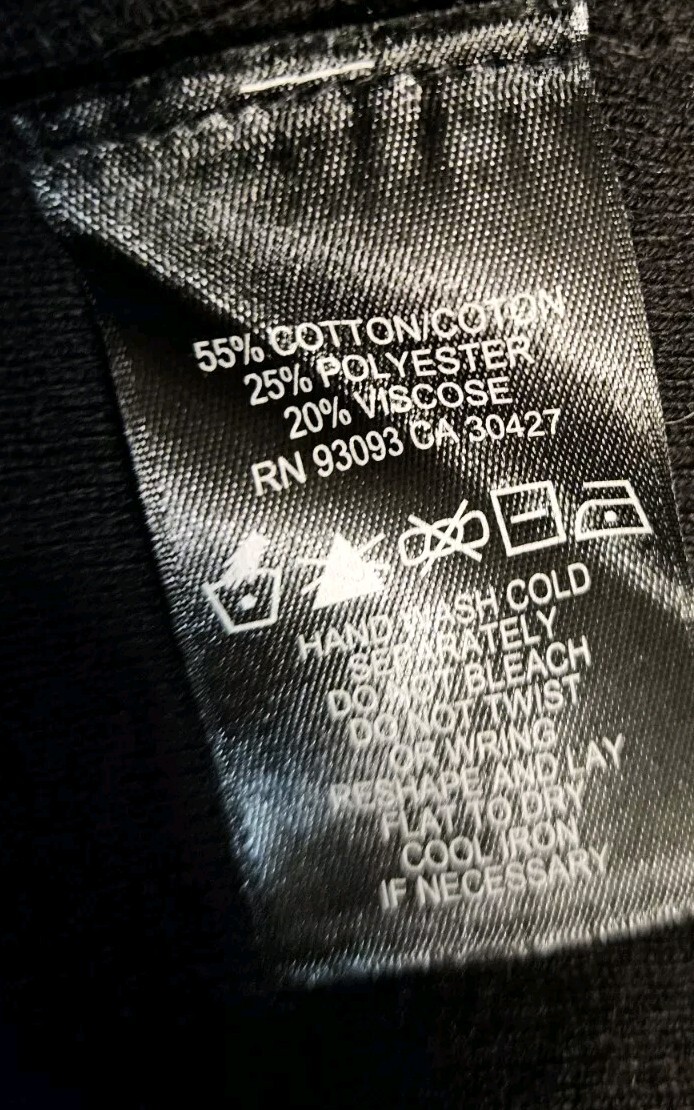 55% COTTON/COTON
25% POLYESTER
20% VISCOSE
RN 93093 CA 30427
HAND WASH COLD
SEPARATELY
DO NOT BLEACH
DO NOT TWIST
OR WRING
RESHAPE AND LAY
FLAT TO DRY
COOL IRON
IF NECESSARY